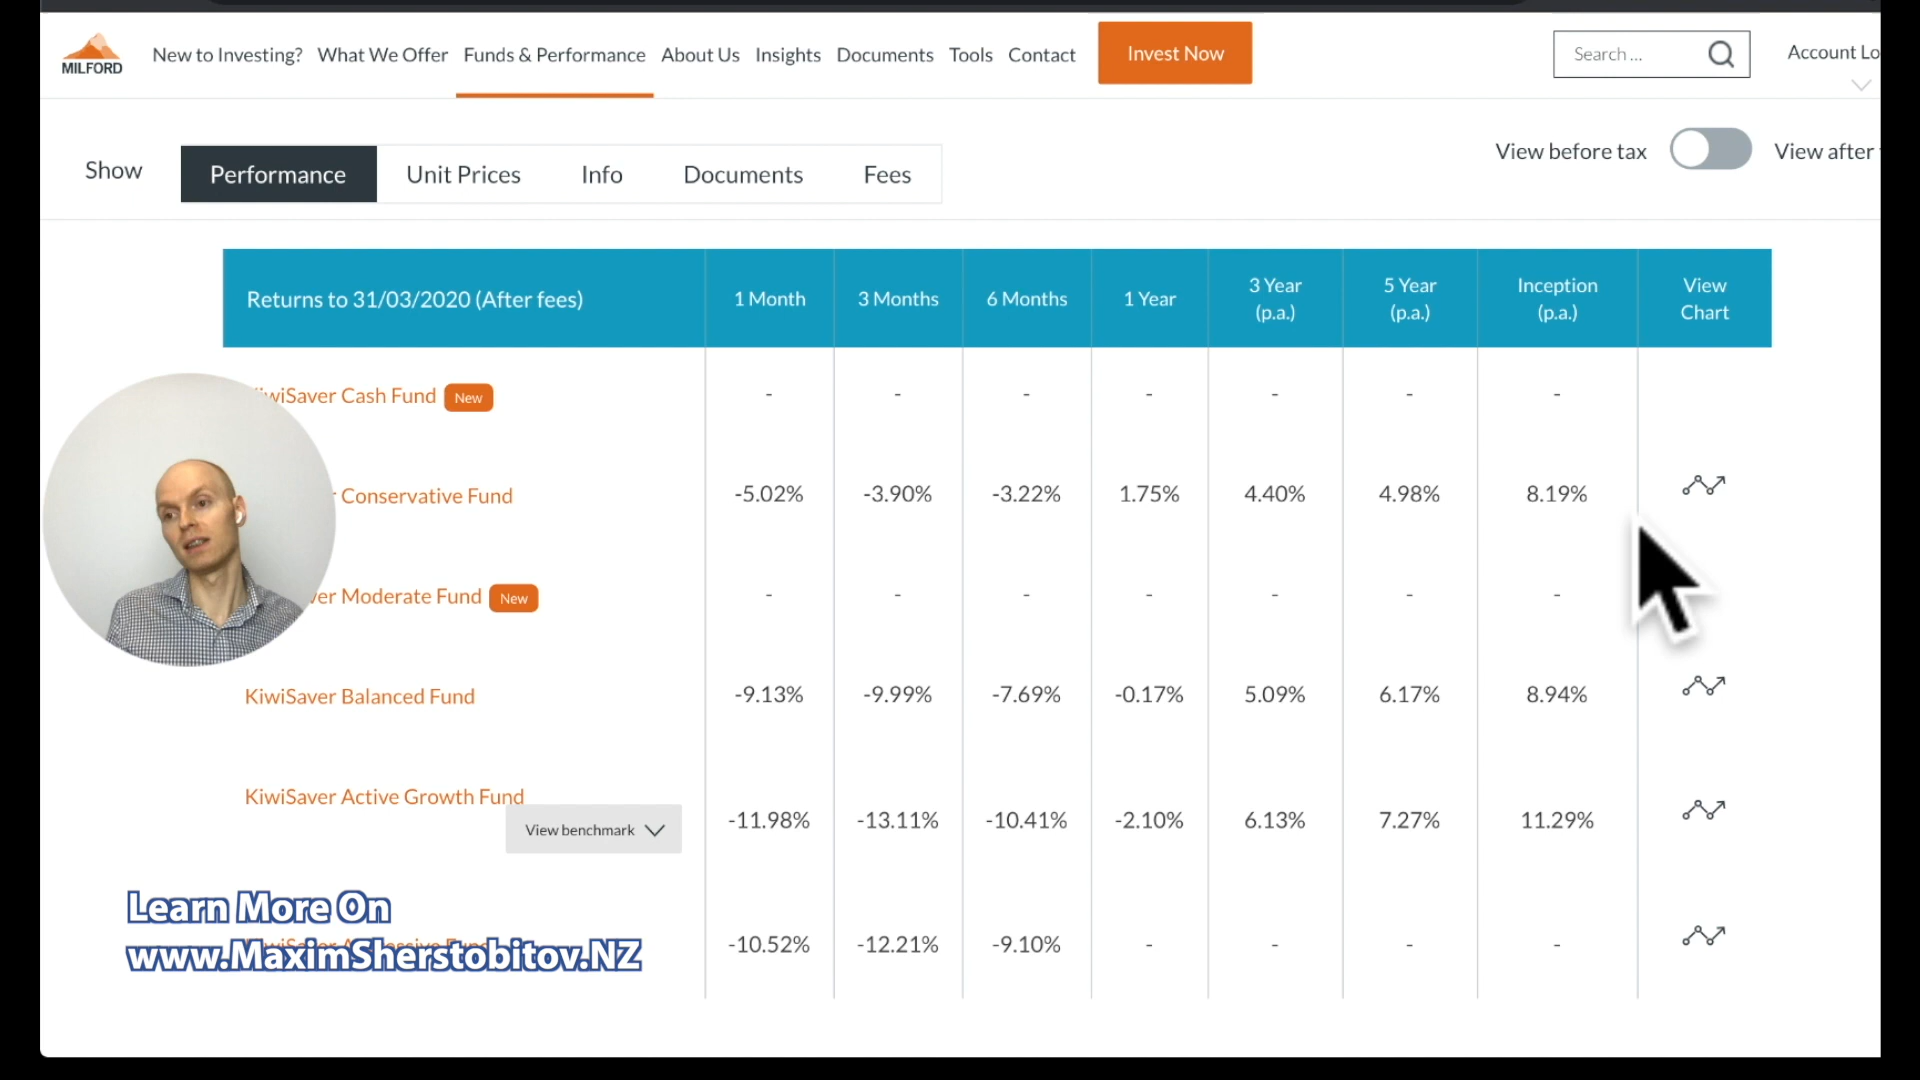 MILFORD
New to Investing? What We Offer Funds & Performance About Us Insights Documents Tools Contact Invest Now Search ... Account Lo
Show Performance Unit Prices Info Documents Fees View before tax View after
Returns to 31/03/2020 (After fees) 1 Month 3 Months 6 Months 1 Year 3 Year (p.a.) 5 Year (p.a.) Inception (p.a.) View Chart
iwiSaver Cash Fund New - - - - - - -
Conservative Fund -5.02% -3.90% -3.22% 1.75% 4.40% 4.98% 8.19%
ver Moderate Fund New - - - - - - -
KiwiSaver Balanced Fund -9.13% -9.99% -7.69% -0.17% 5.09% 6.17% 8.94%
KiwiSaver Active Growth Fund
View benchmark -11.98% -13.11% -10.41% -2.10% 6.13% 7.27% 11.29%
Learn More On
www.MaximSherstobitov.NZ -10.52% -12.21% -9.10% - - - -